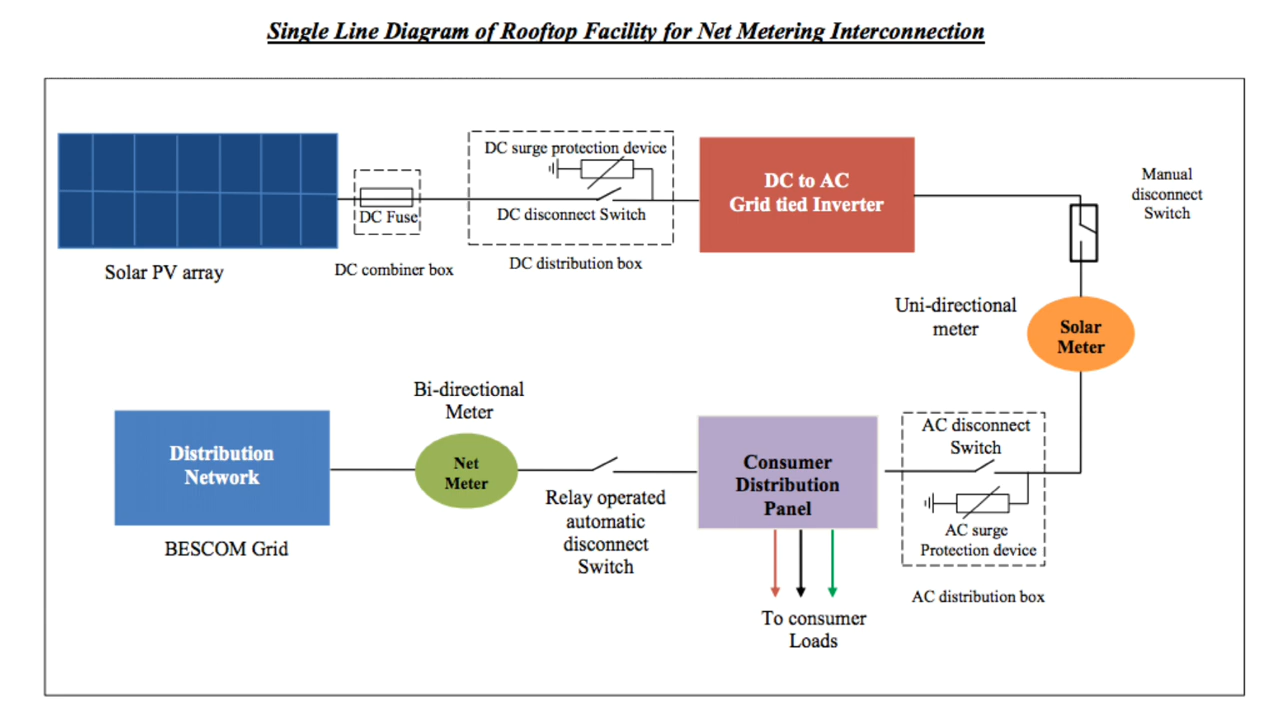 Single Line Diagram of Rooftop Facility for Net Metering Interconnection
DC surge protection device
DC Fuse
DC disconnect Switch
DC to AC
Grid tied Inverter
Manual
disconnect
Switch
Solar PV array
DC combiner box
DC distribution box
Uni-directional
meter
Solar
Meter
Bi-directional
Meter
Distribution
Network
Net
Meter
Consumer
Distribution
Panel
AC disconnect
Switch
Relay operated
automatic
disconnect
Switch
AC surge
Protection device
BESCOM Grid
AC distribution box
To consumer
Loads